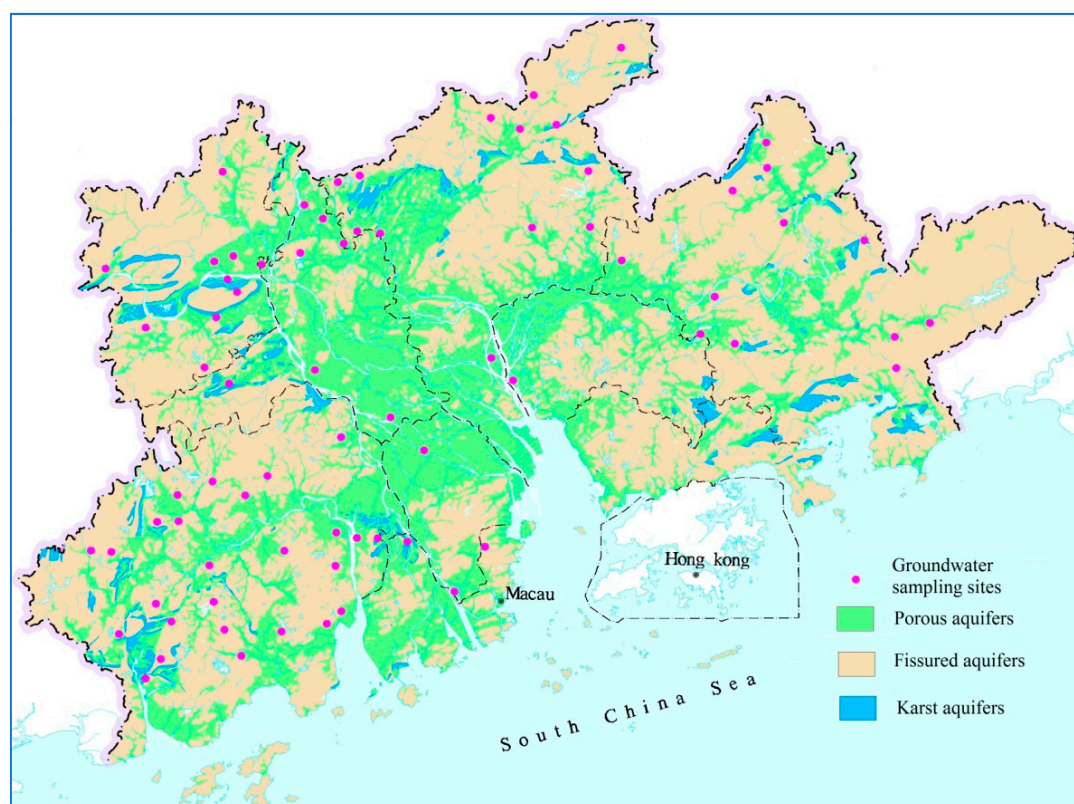 Hong kong
Macau
South China Sea
Groundwater
sampling sites
Porous aquifers
Fissured aquifers
Karst aquifers